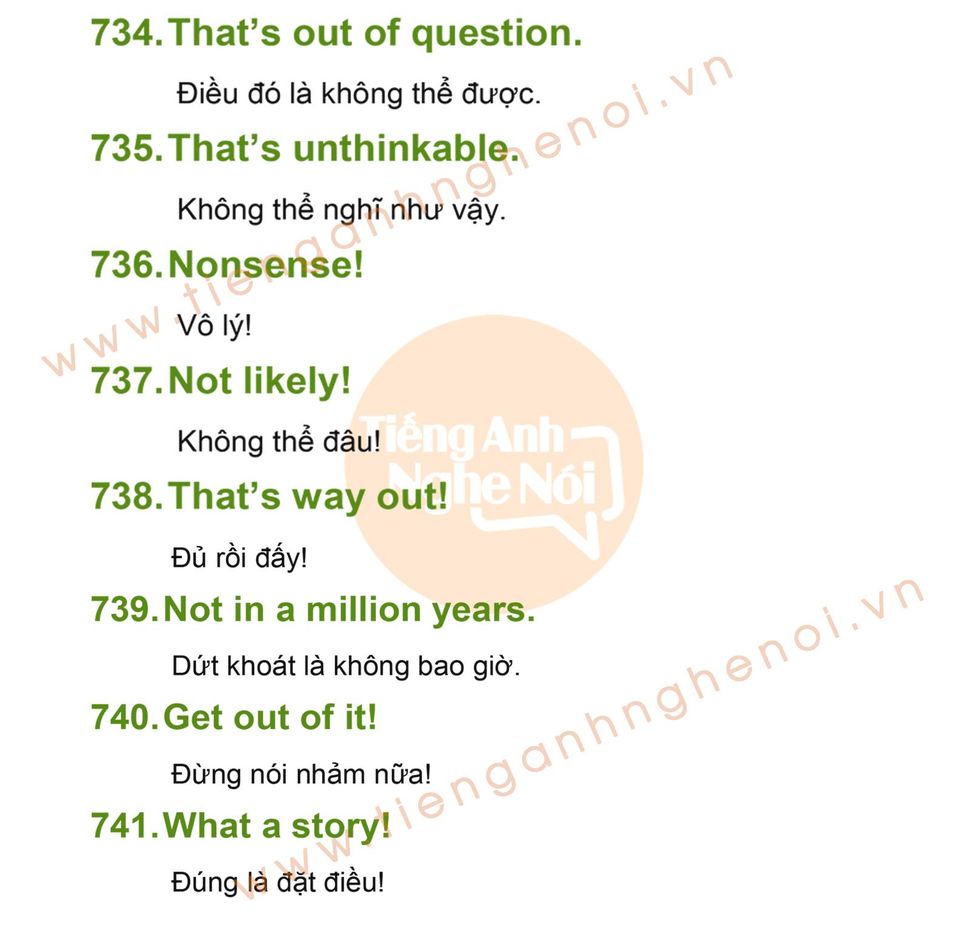 734. That's out of question.
Điều đó là không thể được.
735. That's unthinkable.
Không thể nghĩ như vậy.
736. Nonsense!
Vô lý!
737. Not likely!
Không thể đâu!
738. That's way out!
Đủ rồi đấy!
739. Not in a million years.
Dứt khoát là không bao giờ.
740. Get out of it!
Đừng nói nhảm nữa!
741. What a story!
Đúng là đặt điều!
www.tienganhnghenoi.vn
Tiếng Anh
Nghe Nói
www.tienganhnghenoi.vn